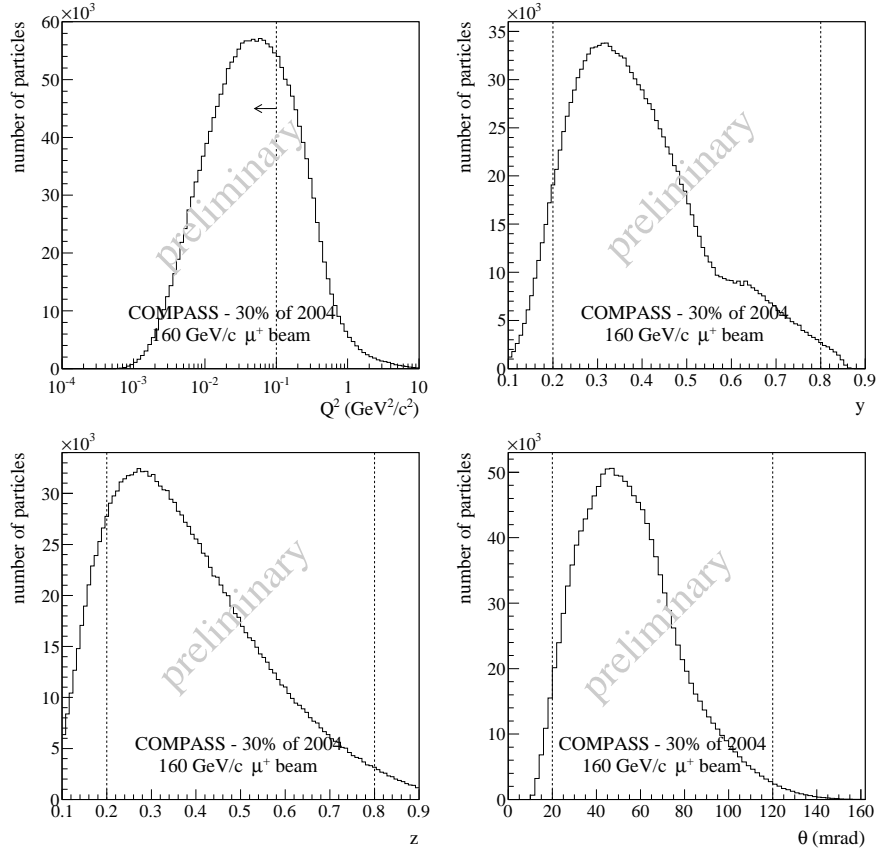 ×10³
number of particles
60
50
40
30
20
10
0
preliminary
COMPASS - 30% of 2004
160 GeV/c μ⁺ beam
10⁻⁴ 10⁻³ 10⁻² 10⁻¹ 1 10
Q² (GeV²/c²)
×10³
number of particles
35
30
25
20
15
10
5
0
preliminary
COMPASS - 30% of 2004
160 GeV/c μ⁺ beam
0.1 0.2 0.3 0.4 0.5 0.6 0.7 0.8 0.9
y
×10³
number of particles
30
25
20
15
10
5
0
preliminary
COMPASS - 30% of 2004
160 GeV/c μ⁺ beam
0.1 0.2 0.3 0.4 0.5 0.6 0.7 0.8 0.9
z
×10³
number of particles
50
40
30
20
10
0
preliminary
COMPASS - 30% of 2004
160 GeV/c μ⁺ beam
0 20 40 60 80 100 120 140 160
θ (mrad)